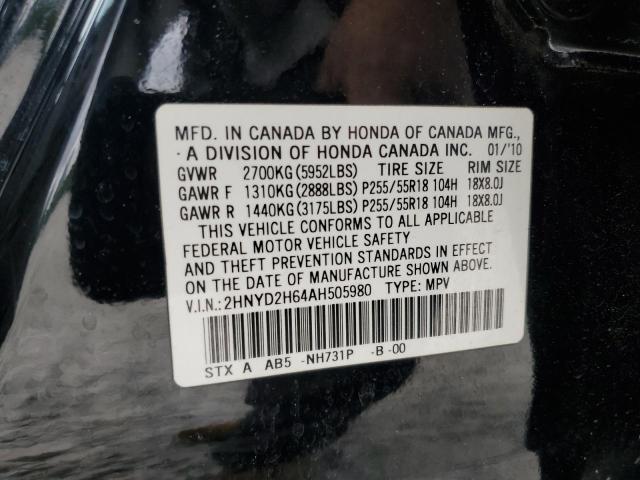 MFD. IN CANADA BY HONDA OF CANADA MFG.,
- A DIVISION OF HONDA CANADA INC. 01/'10
GVWR 2700KG(5952LBS) TIRE SIZE RIM SIZE
GAWR F 1310KG(2888LBS) P255/55R18 104H 18X8.0J
GAWR R 1440KG(3175LBS) P255/55R18 104H 18X8.0J
THIS VEHICLE CONFORMS TO ALL APPLICABLE
FEDERAL MOTOR VEHICLE SAFETY
AND THEFT PREVENTION STANDARDS IN EFFECT
ON THE DATE OF MANUFACTURE SHOWN ABOVE.
V.I.N.: 2HNYD2H64AH505980 TYPE: MPV
STX A AB5 -NH731P -B -00